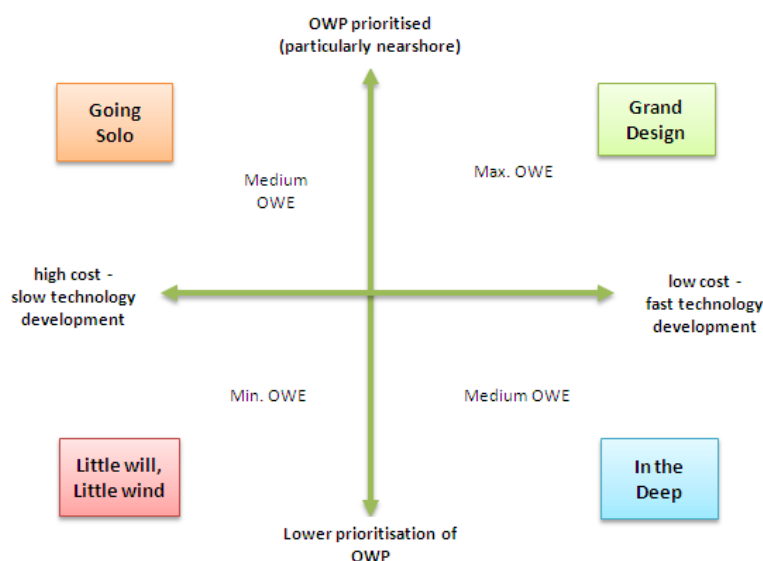 OWP prioritised
(particularly nearshore)
Going
Solo
Grand
Design
Medium
OWE
Max. OWE
high cost -
slow technology
development
low cost -
fast technology
development
Min. OWE
Medium OWE
Little will,
Little wind
In the
Deep
Lower prioritisation of
OWP